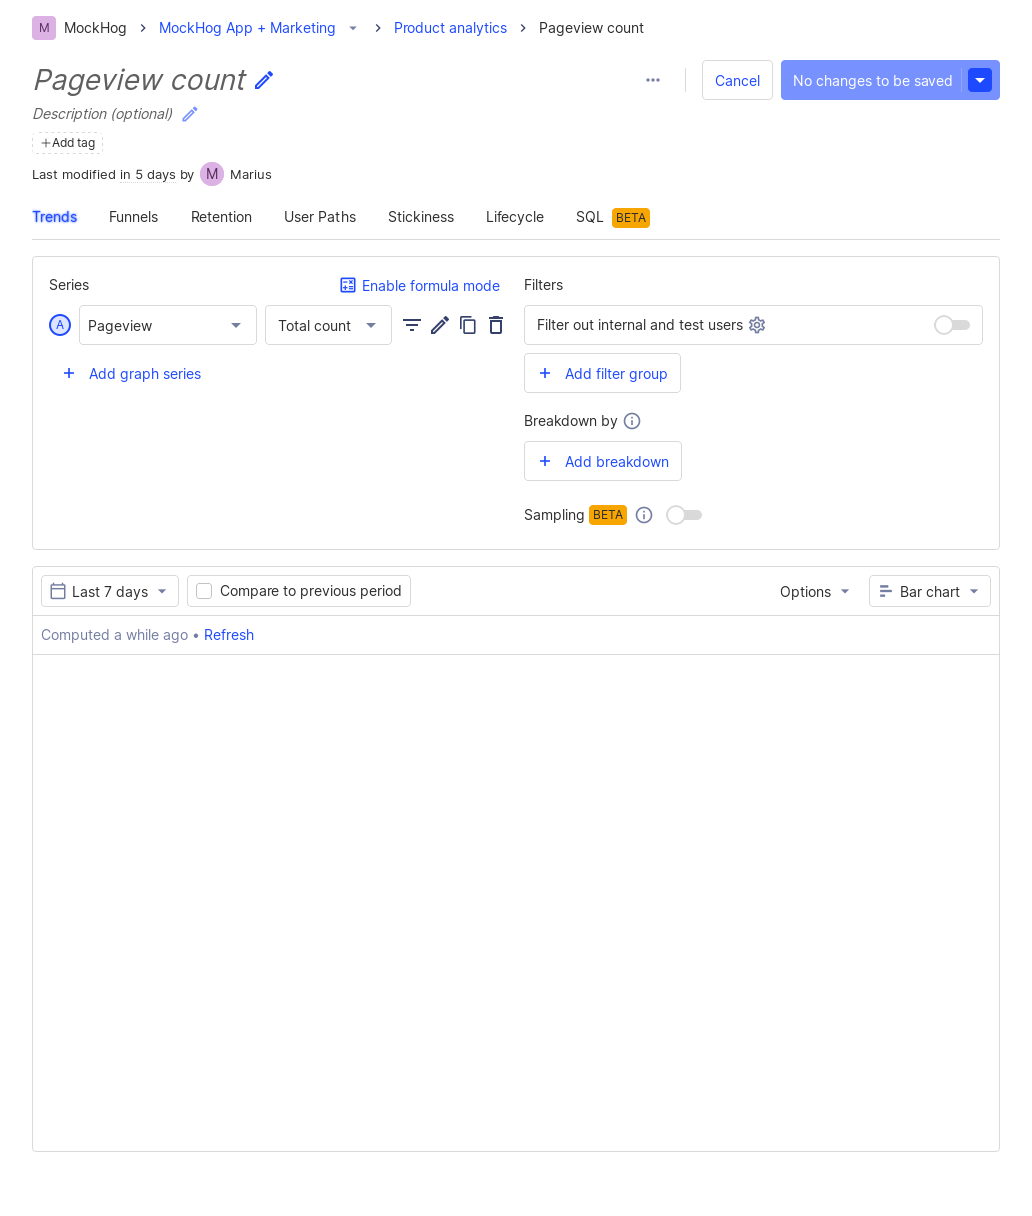 M MockHog MockHog App + Marketing Product analytics Pageview count
Pageview count
Cancel No changes to be saved
Description (optional)
Add tag
Last modified in 5 days by M Marius
Trends Funnels Retention User Paths Stickiness Lifecycle SQL BETA
Series Enable formula mode
A Pageview Total count
Add graph series
Filters
Filter out internal and test users
Add filter group
Breakdown by
Add breakdown
Sampling BETA
Last 7 days Compare to previous period Options Bar chart
Computed a while ago • Refresh